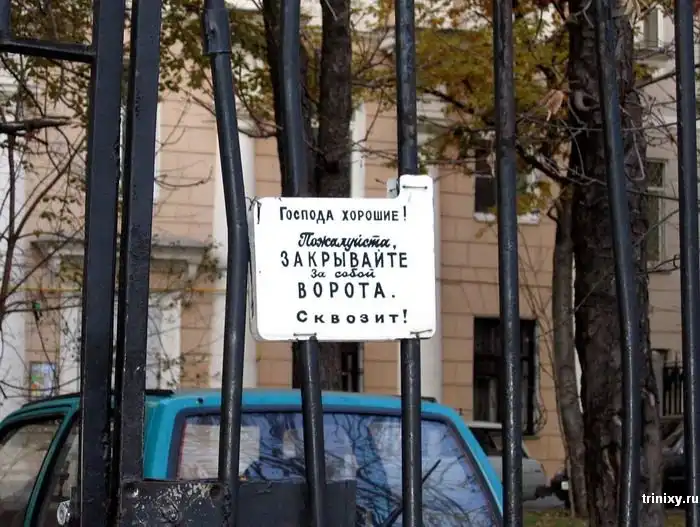 Господа хорошие!
Пожалуйста,
ЗАКРЫВАЙТЕ
За собой
ВОРОТА.
Сквозит!
trinixy.ru